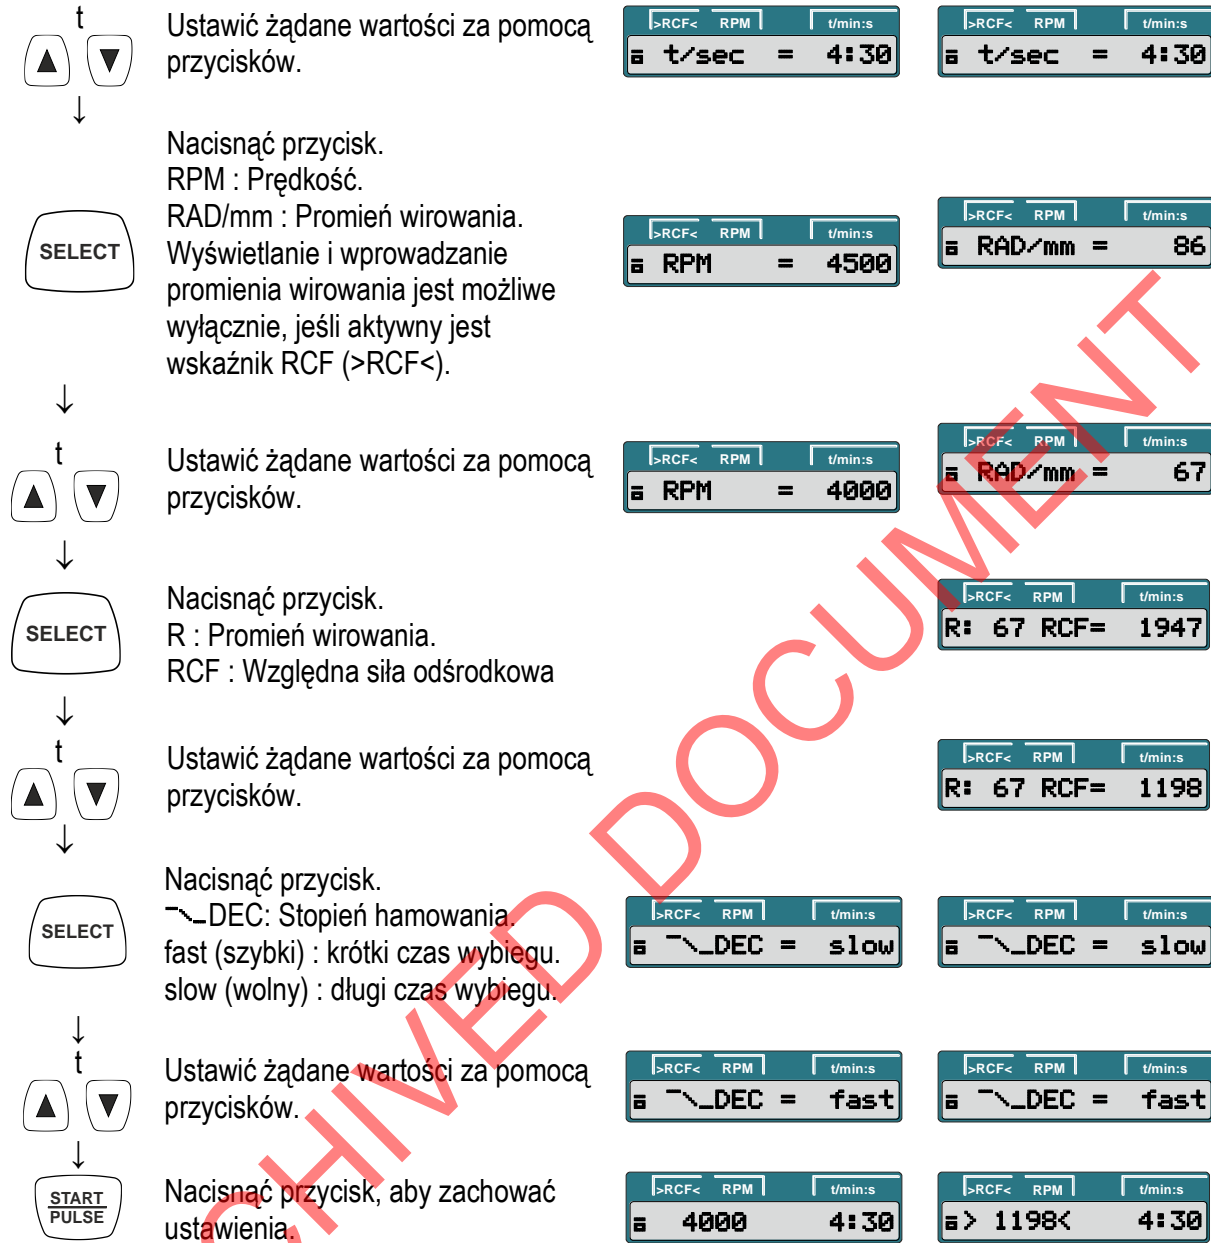 t
Ustawić żądane wartości za pomocą
przycisków.
>RCF< RPM t/min:s
t/sec = 4:30
>RCF< RPM t/min:s
t/sec = 4:30
SELECT
Nacisnąć przycisk.
RPM : Prędkość.
RAD/mm : Promień wirowania.
Wyświetlanie i wprowadzanie
promienia wirowania jest możliwe
wyłącznie, jeśli aktywny jest
wskaźnik RCF (>RCF<).
>RCF< RPM t/min:s
RPM = 4500
>RCF< RPM t/min:s
RAD/mm = 86
t
Ustawić żądane wartości za pomocą
przycisków.
>RCF< RPM t/min:s
RPM = 4000
>RCF< RPM t/min:s
RAD/mm = 67
SELECT
Nacisnąć przycisk.
R : Promień wirowania.
RCF : Względna siła odśrodkowa
>RCF< RPM t/min:s
R: 67 RCF= 1947
t
Ustawić żądane wartości za pomocą
przycisków.
>RCF< RPM t/min:s
R: 67 RCF= 1198
SELECT
Nacisnąć przycisk.
DEC: Stopień hamowania.
fast (szybki) : krótki czas wybiegu.
slow (wolny) : długi czas wybiegu.
>RCF< RPM t/min:s
DEC = slow
>RCF< RPM t/min:s
DEC = slow
t
Ustawić żądane wartości za pomocą
przycisków.
>RCF< RPM t/min:s
DEC = fast
>RCF< RPM t/min:s
DEC = fast
START
PULSE
Nacisnąć przycisk, aby zachować
ustawienia.
>RCF< RPM t/min:s
4000 4:30
>RCF< RPM t/min:s
> 1198< 4:30
CHIVED DOCUMENT